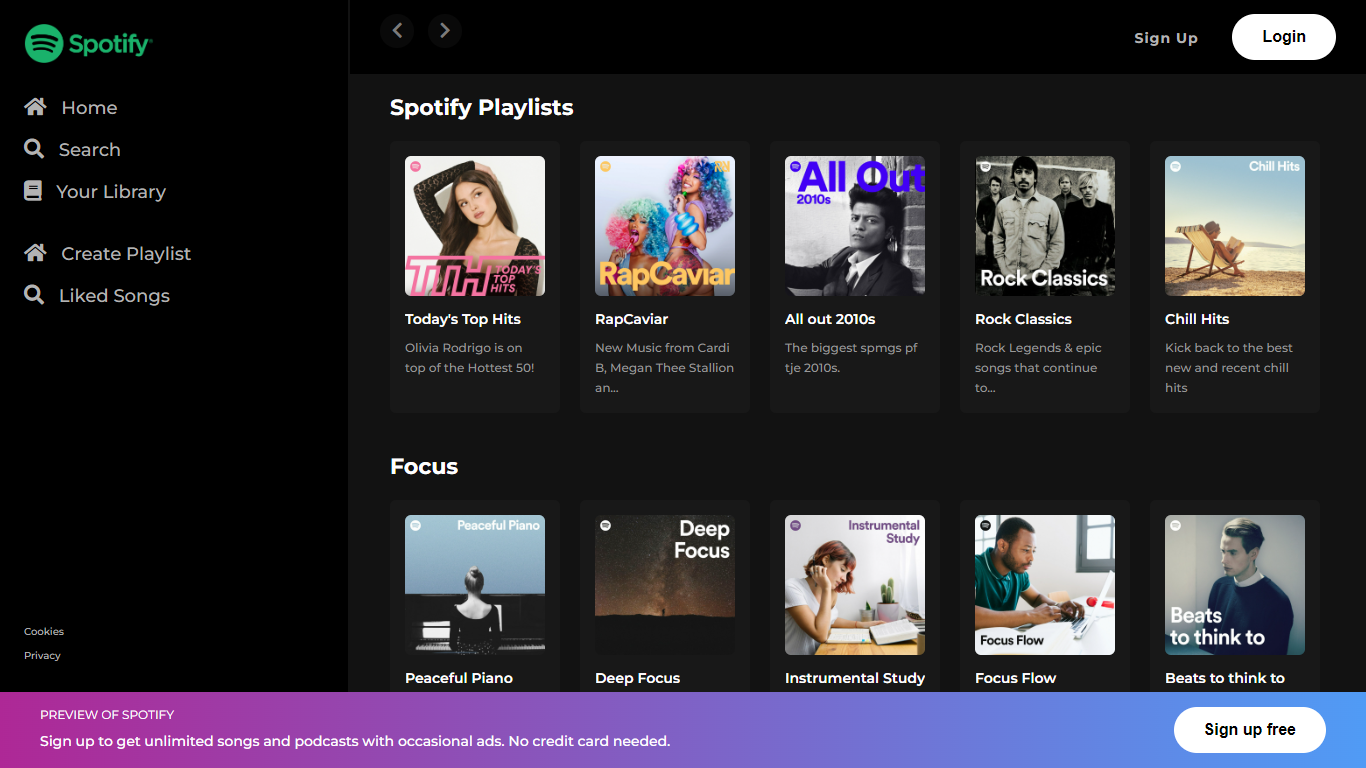 Spotify
Home
Search
Your Library
Create Playlist
Liked Songs
Cookies
Privacy
Sign Up
Login
Spotify Playlists
TTH TODAY'S
TOP
HITS
Today's Top Hits
Olivia Rodrigo is on
top of the Hottest 50!
RapCaviar
RapCaviar
New Music from Cardi
B, Megan Thee Stallion
an...
All Out
2010s
All out 2010s
The biggest spmgs pf
tje 2010s.
Rock Classics
Rock Classics
Rock Legends & epic
songs that continue
to...
Chill Hits
Chill Hits
Kick back to the best
new and recent chill
hits
Focus
Peaceful Piano
Peaceful Piano
Deep
Focus
Deep Focus
Instrumental
Study
Instrumental Study
Focus Flow
Focus Flow
Beats
to think to
Beats to think to
PREVIEW OF SPOTIFY
Sign up to get unlimited songs and podcasts with occasional ads. No credit card needed.
Sign up free